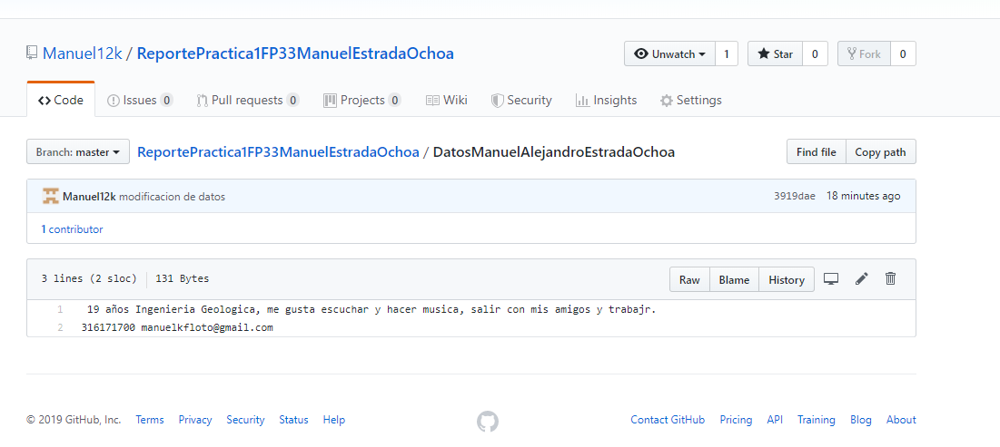 Manuel12k / ReportePractica1FP33ManuelEstradaOchoa
Unwatch 1 Star 0 Fork 0
Code Issues 0 Pull requests 0 Projects 0 Wiki Security Insights Settings
Branch: master ReportePractica1FP33ManuelEstradaOchoa / DatosManuelAlejandroEstradaOchoa Find file Copy path
Manuel12k modificacion de datos 3919dae 18 minutes ago
1 contributor
3 lines (2 sloc) 131 Bytes Raw Blame History
1 19 años Ingenieria Geologica, me gusta escuchar y hacer musica, salir con mis amigos y trabajr.
2 316171700 manuelkfloto@gmail.com
© 2019 GitHub, Inc. Terms Privacy Security Status Help Contact GitHub Pricing API Training Blog About